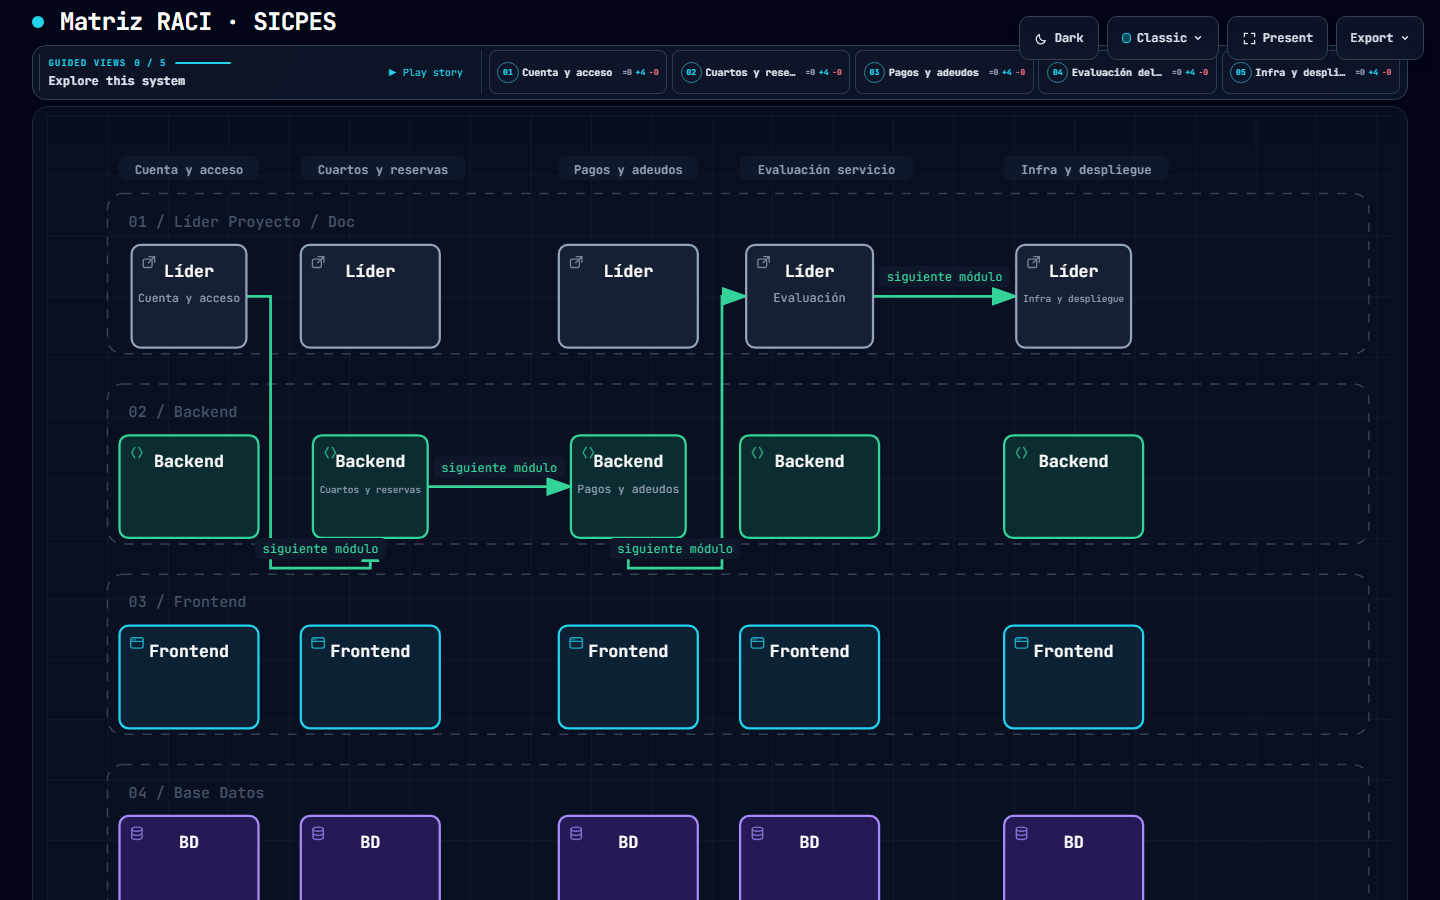 Matriz RACI · SICPES
Dark
Classic
Present
Export
GUIDED VIEWS 0 / 5
Explore this system
Play story
01 Cuenta y acceso =0 +4 -0
02 Cuartos y rese… =0 +4 -0
03 Pagos y adeudos =0 +4 -0
04 Evaluación del… =0 +4 -0
05 Infra y despli… =0 +4 -0
Cuenta y acceso
Cuartos y reservas
Pagos y adeudos
Evaluación servicio
Infra y despliegue
01 / Líder Proyecto / Doc
Líder
Cuenta y acceso
Líder
Líder
Líder
Evaluación
siguiente módulo
Líder
Infra y despliegue
02 / Backend
Backend
Backend
Cuartos y reservas
siguiente módulo
Backend
Pagos y adeudos
Backend
Backend
siguiente módulo
siguiente módulo
03 / Frontend
Frontend
Frontend
Frontend
Frontend
Frontend
04 / Base Datos
BD
BD
BD
BD
BD